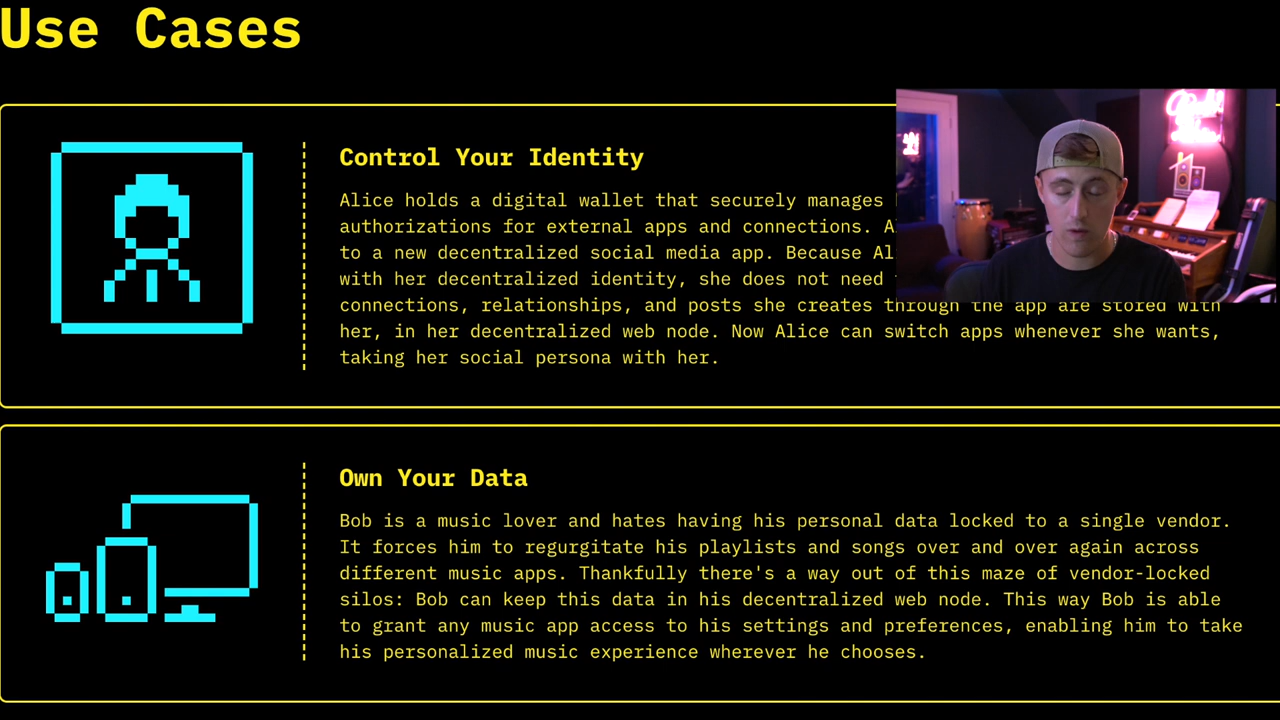 Use Cases
Control Your Identity
Alice holds a digital wallet that securely manages
authorizations for external apps and connections.
to a new decentralized social media app. Because
with her decentralized identity, she does not need
connections, relationships, and posts she creates through the app are stored with
her, in her decentralized web node. Now Alice can switch apps whenever she wants,
taking her social persona with her.
Own Your Data
Bob is a music lover and hates having his personal data locked to a single vendor.
It forces him to regurgitate his playlists and songs over and over again across
different music apps. Thankfully there's a way out of this maze of vendor-locked
silos: Bob can keep this data in his decentralized web node. This way Bob is able
to grant any music app access to his settings and preferences, enabling him to take
his personalized music experience wherever he chooses.